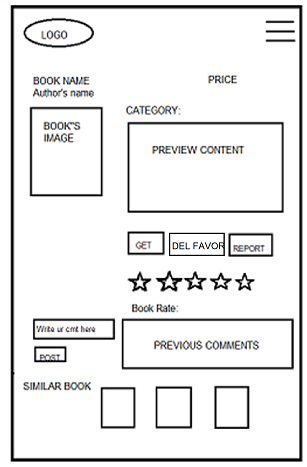 LOGO
BOOK NAME
Author's name
PRICE
CATEGORY:
BOOK"S
IMAGE
PREVIEW CONTENT
GET
DEL FAVOR
REPORT
Book Rate:
Write ur cmt here
POST
PREVIOUS COMMENTS
SIMILAR BOOK